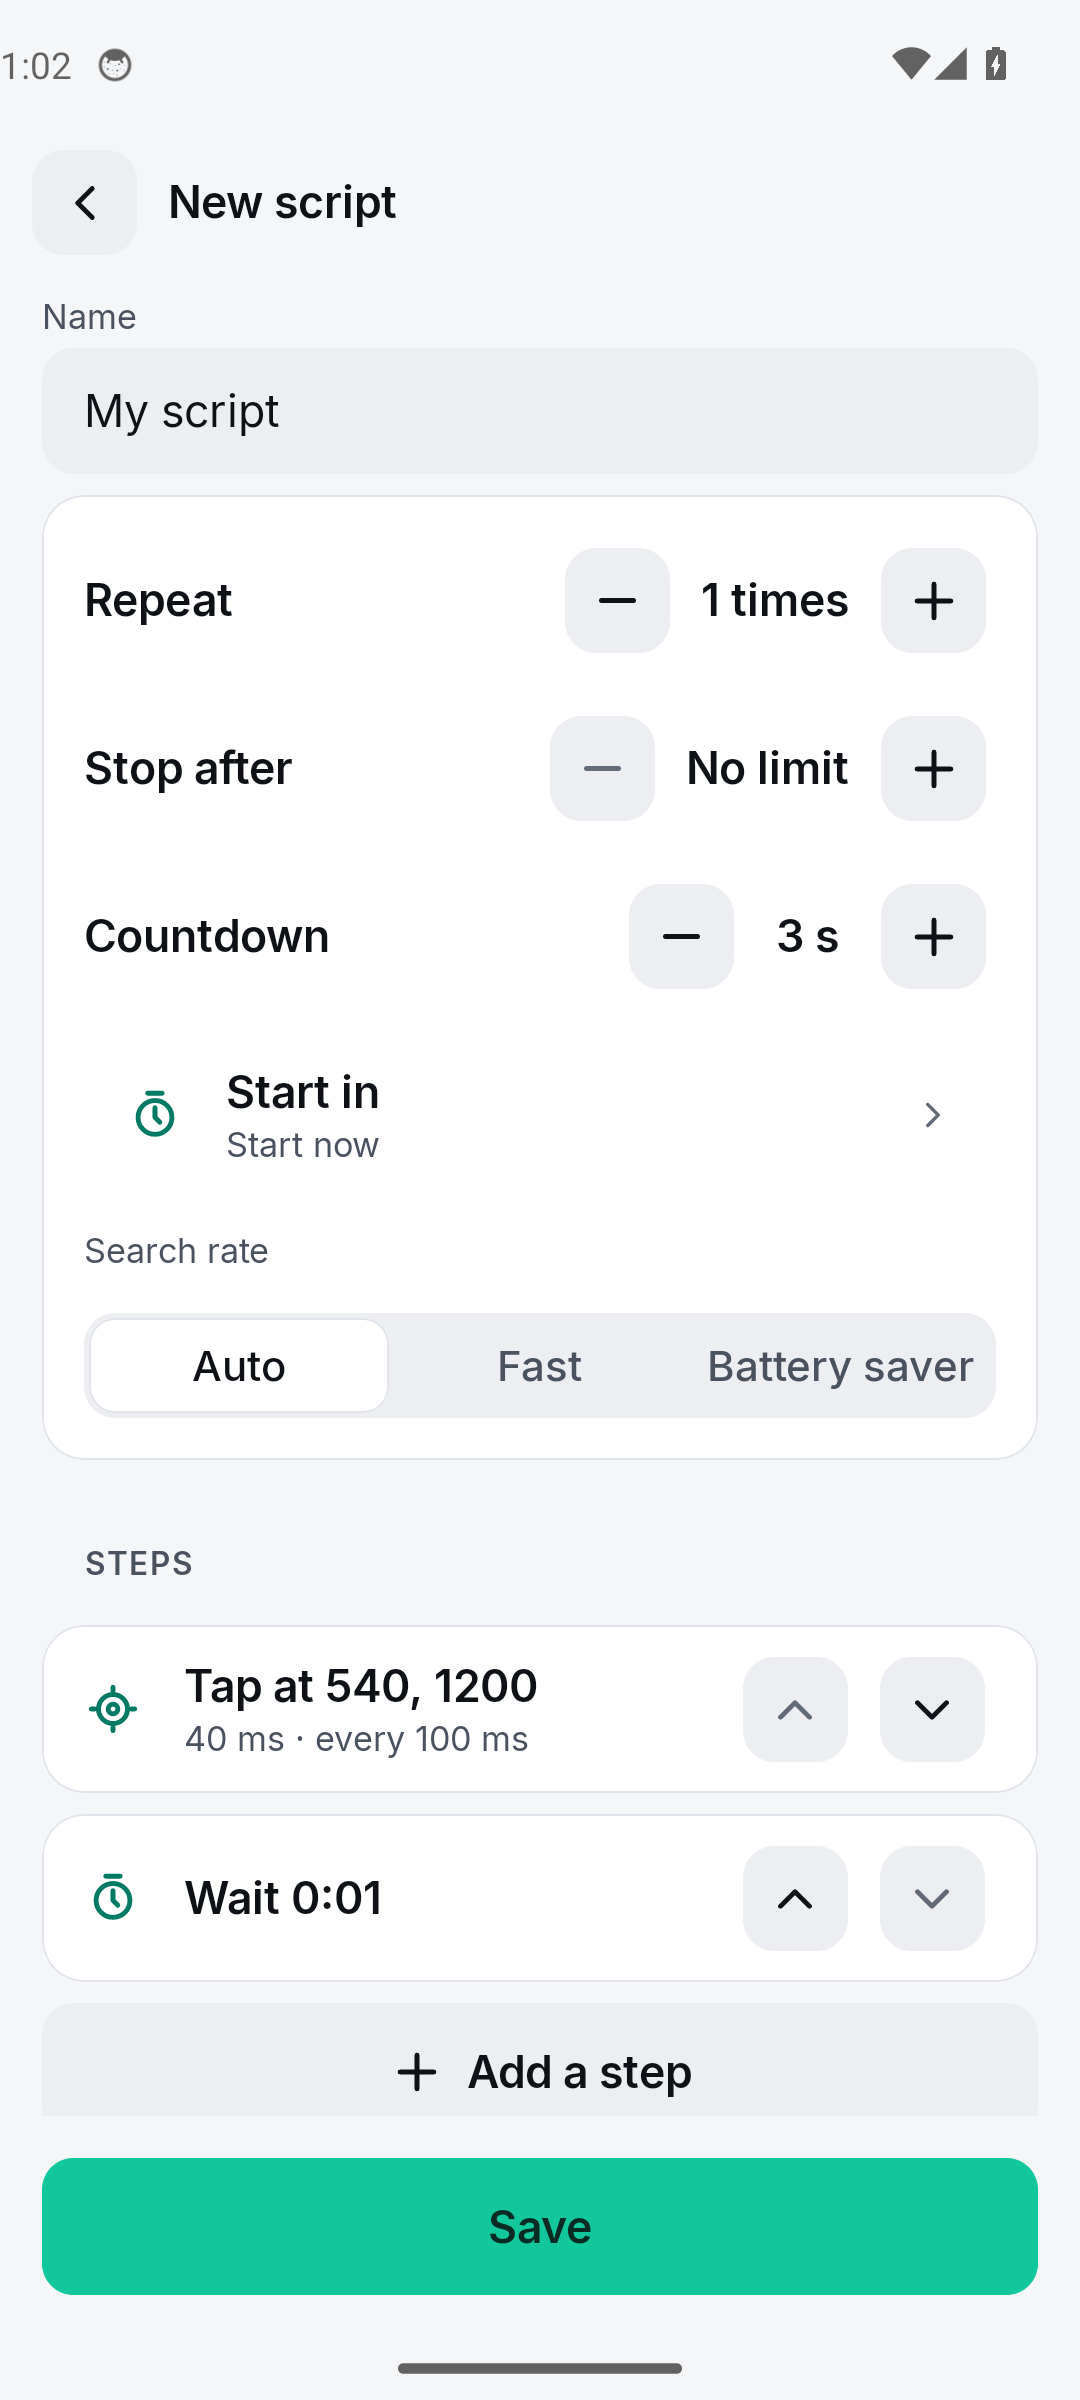 1:02
New script
Name
My script
Repeat
1 times
Stop after
No limit
Countdown
3 s
Start in
Start now
Search rate
Auto
Fast
Battery saver
STEPS
Tap at 540, 1200
40 ms · every 100 ms
Wait 0:01
Add a step
Save